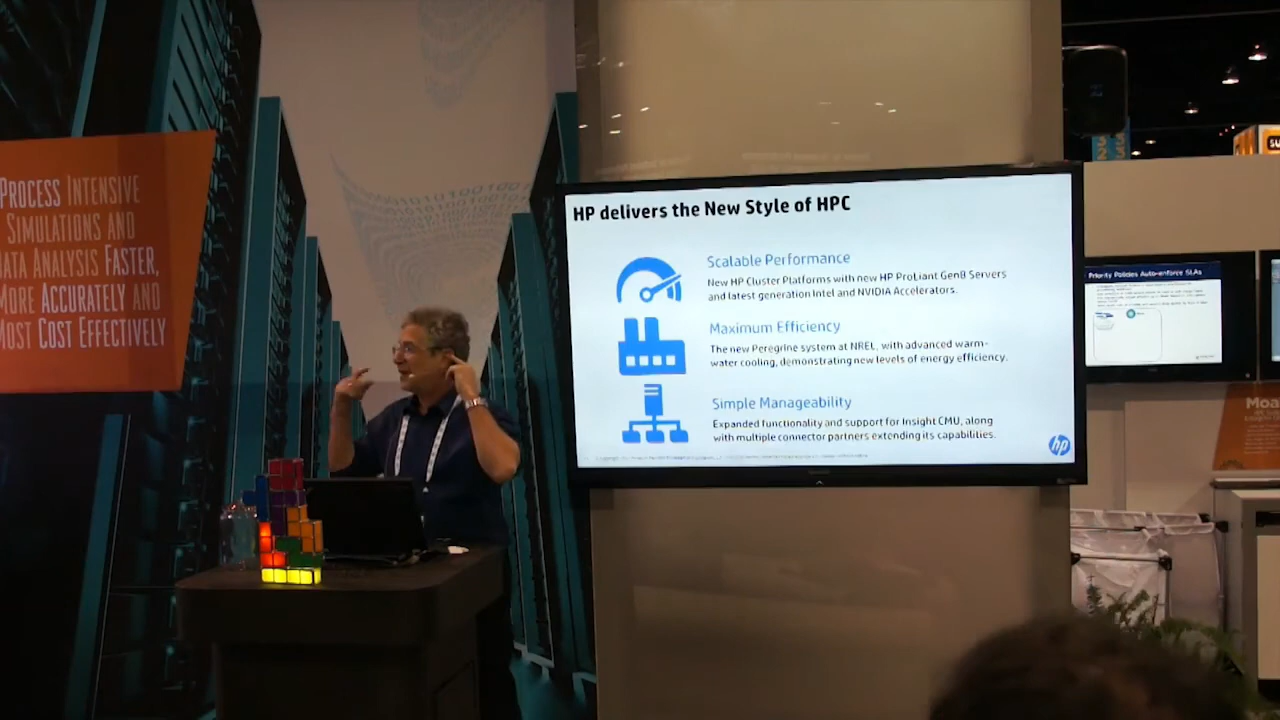 PROCESS INTENSIVE
SIMULATIONS AND
DATA ANALYSIS FASTER,
MORE ACCURATELY AND
MOST COST EFFECTIVELY
HP delivers the New Style of HPC
Scalable Performance
New HP Cluster Platforms with new HP ProLiant Gen8 Servers
and latest generation Intel and NVIDIA Accelerators.
Maximum Efficiency
The new Peregrine system at NREL, with advanced warm-
water cooling, demonstrating new levels of energy efficiency.
Simple Manageability
Expanded functionality and support for Insight CMU, along
with multiple connector partners extending its capabilities.
hp
Priority Policies Auto-enforce SLAs
Moa